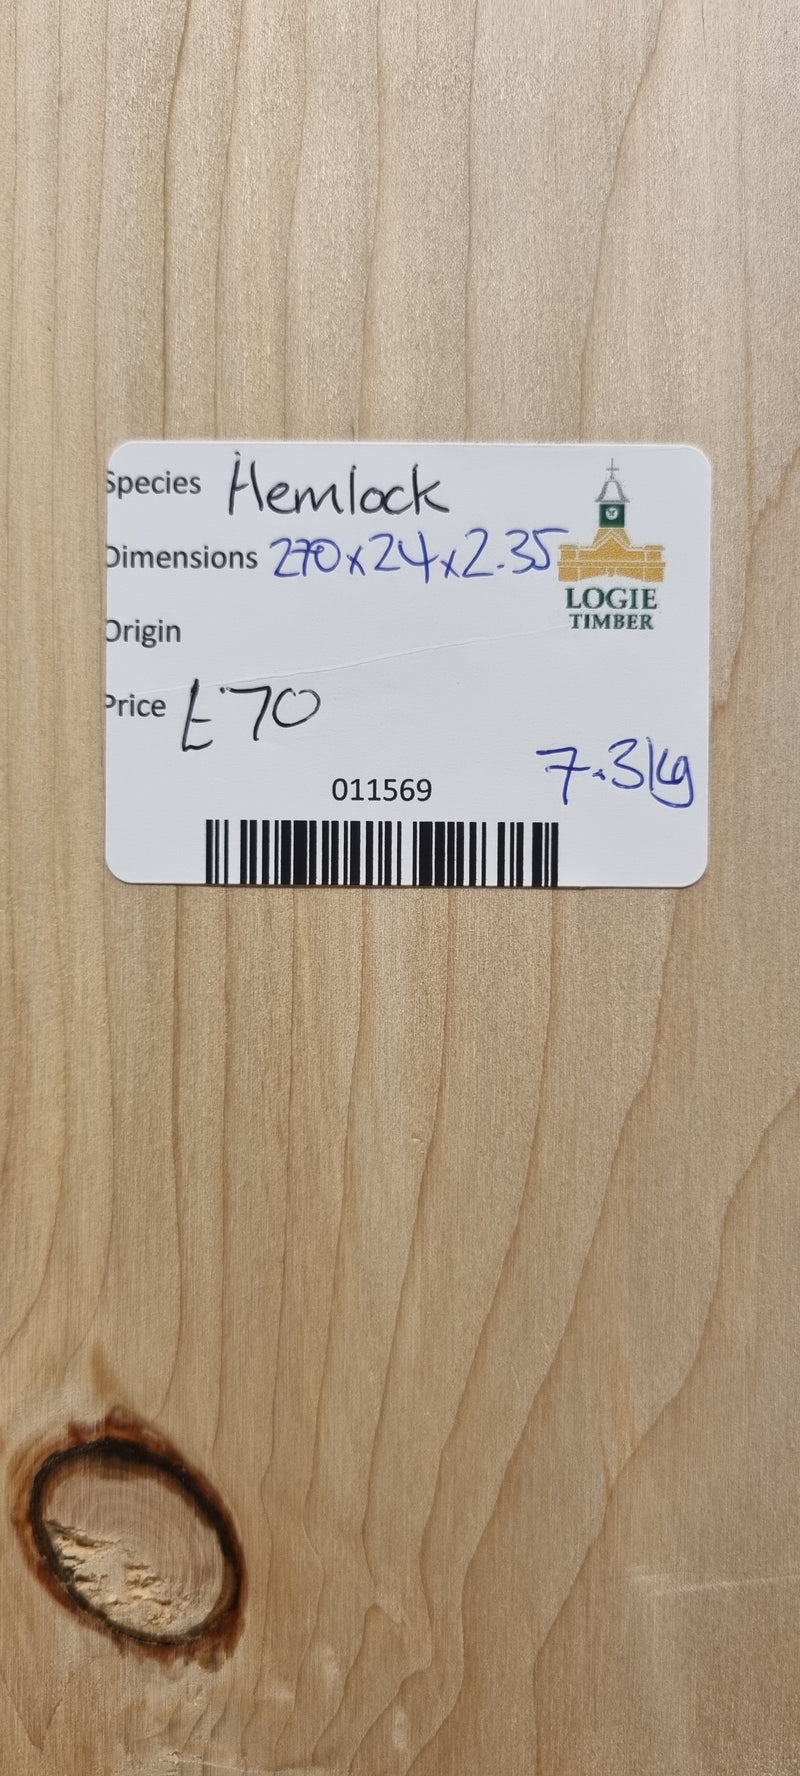 Species Hemlock
Dimensions 270x24x2.35
LOGIE
TIMBER
Origin
Price £70
7.3kg
011569